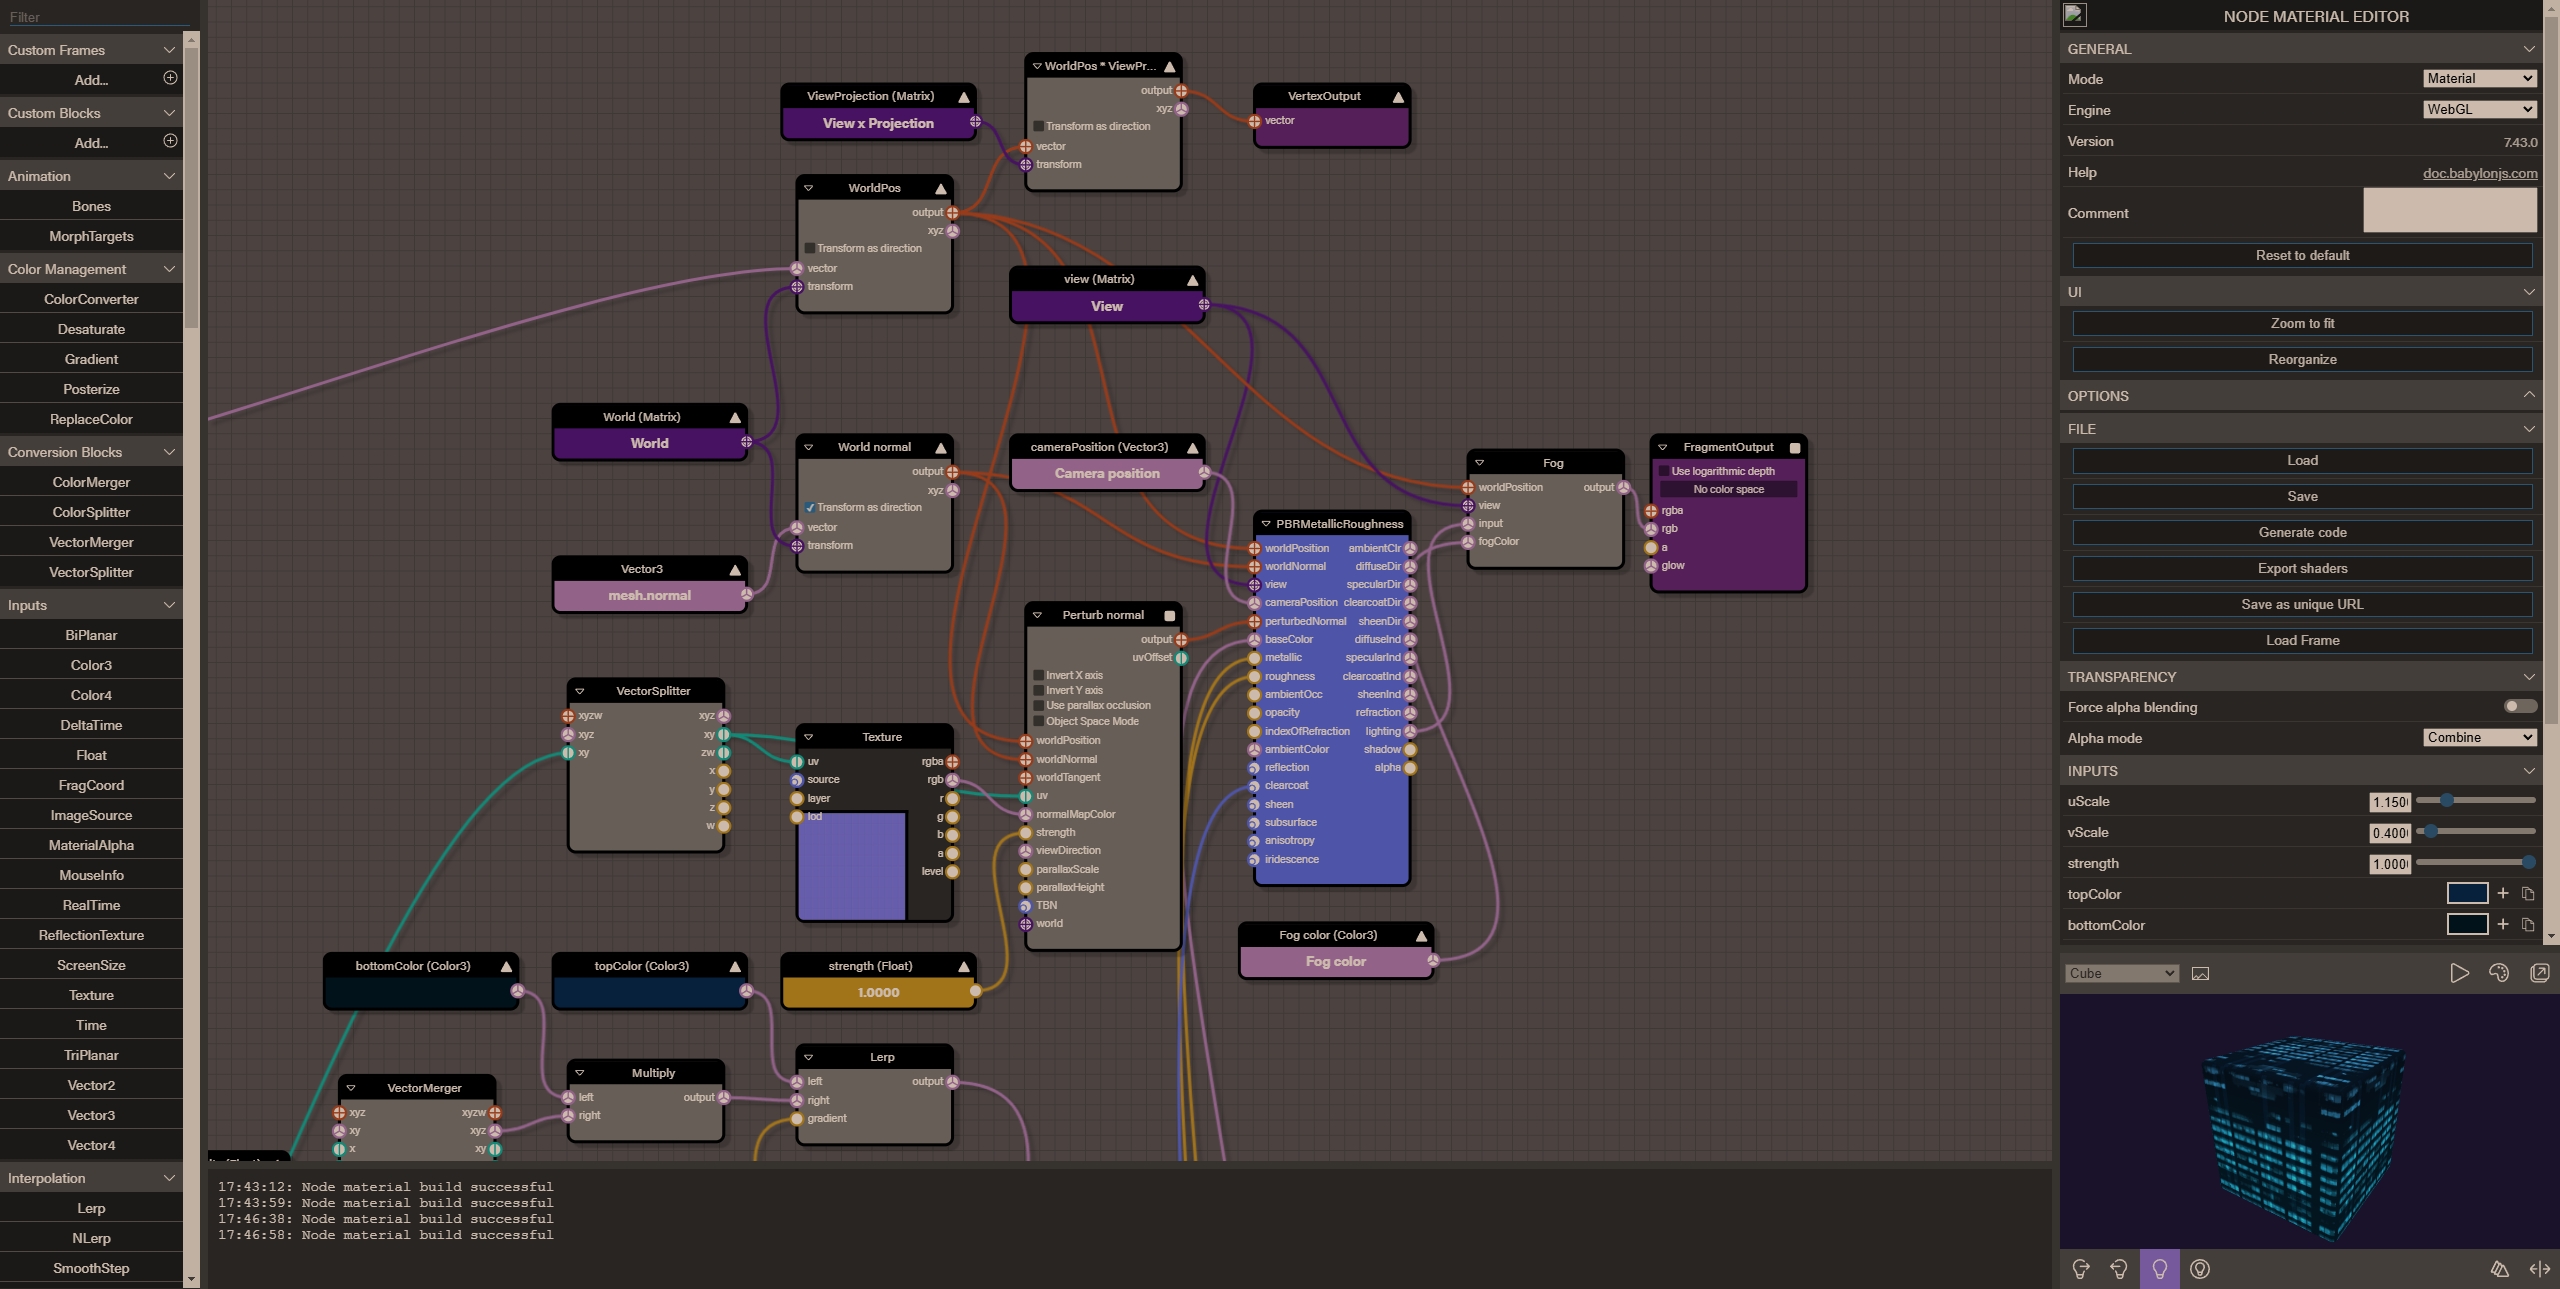 Filter
Custom Frames
Add...
Custom Blocks
Add...
Animation
Bones
MorphTargets
Color Management
ColorConverter
Desaturate
Gradient
Posterize
ReplaceColor
Conversion Blocks
ColorMerger
ColorSplitter
VectorMerger
VectorSplitter
Inputs
BiPlanar
Color3
Color4
DeltaTime
Float
FragCoord
ImageSource
MaterialAlpha
MouseInfo
RealTime
ReflectionTexture
ScreenSize
Texture
Time
TriPlanar
Vector2
Vector3
Vector4
Interpolation
Lerp
NLerp
SmoothStep
ViewProjection (Matrix)
View x Projection
WorldPos * ViewPr...
output
xyz
Transform as direction
vector
transform
VertexOutput
vector
WorldPos
output
xyz
Transform as direction
vector
transform
view (Matrix)
View
World (Matrix)
World
World normal
output
xyz
Transform as direction
vector
transform
cameraPosition (Vector3)
Camera position
Vector3
mesh.normal
Fog
worldPosition output
view
input
fogColor
FragmentOutput
Use logarithmic depth
No color space
rgba
rgb
a
glow
PBRMetallicRoughness
worldPosition ambientClr
worldNormal diffuseDir
view specularDir
cameraPosition clearcoatDir
perturbedNormal sheenDir
baseColor diffuseInd
metallic specularInd
roughness clearcoatInd
ambientOcc sheenInd
opacity refraction
indexOfRefraction lighting
ambientColor shadow
reflection alpha
clearcoat
sheen
subsurface
anisotropy
iridescence
Perturb normal
output
uvOffset
Invert X axis
Invert Y axis
Use parallax occlusion
Object Space Mode
worldPosition
worldNormal
worldTangent
uv
normalMapColor
strength
viewDirection
parallaxScale
parallaxHeight
TBN
world
VectorSplitter
xyzw xyz
xyz xy
xy zw
x
y
z
w
Texture
uv rgba
source rgb
layer r
lod g
b
a
level
Fog color (Color3)
Fog color
bottomColor (Color3)
topColor (Color3)
strength (Float)
1.0000
VectorMerger
xyz xyzw
xy xyz
x xy
Multiply
left output
right
Lerp
left output
right
gradient
17:43:12: Node material build successful
17:43:59: Node material build successful
17:46:38: Node material build successful
17:46:58: Node material build successful
NODE MATERIAL EDITOR
GENERAL
Mode Material
Engine WebGL
Version 7.43.0
Help doc.babylonjs.com
Comment
Reset to default
UI
Zoom to fit
Reorganize
OPTIONS
FILE
Load
Save
Generate code
Export shaders
Save as unique URL
Load Frame
TRANSPARENCY
Force alpha blending
Alpha mode Combine
INPUTS
uScale 1.150
vScale 0.400
strength 1.000
topColor +
bottomColor +
Cube